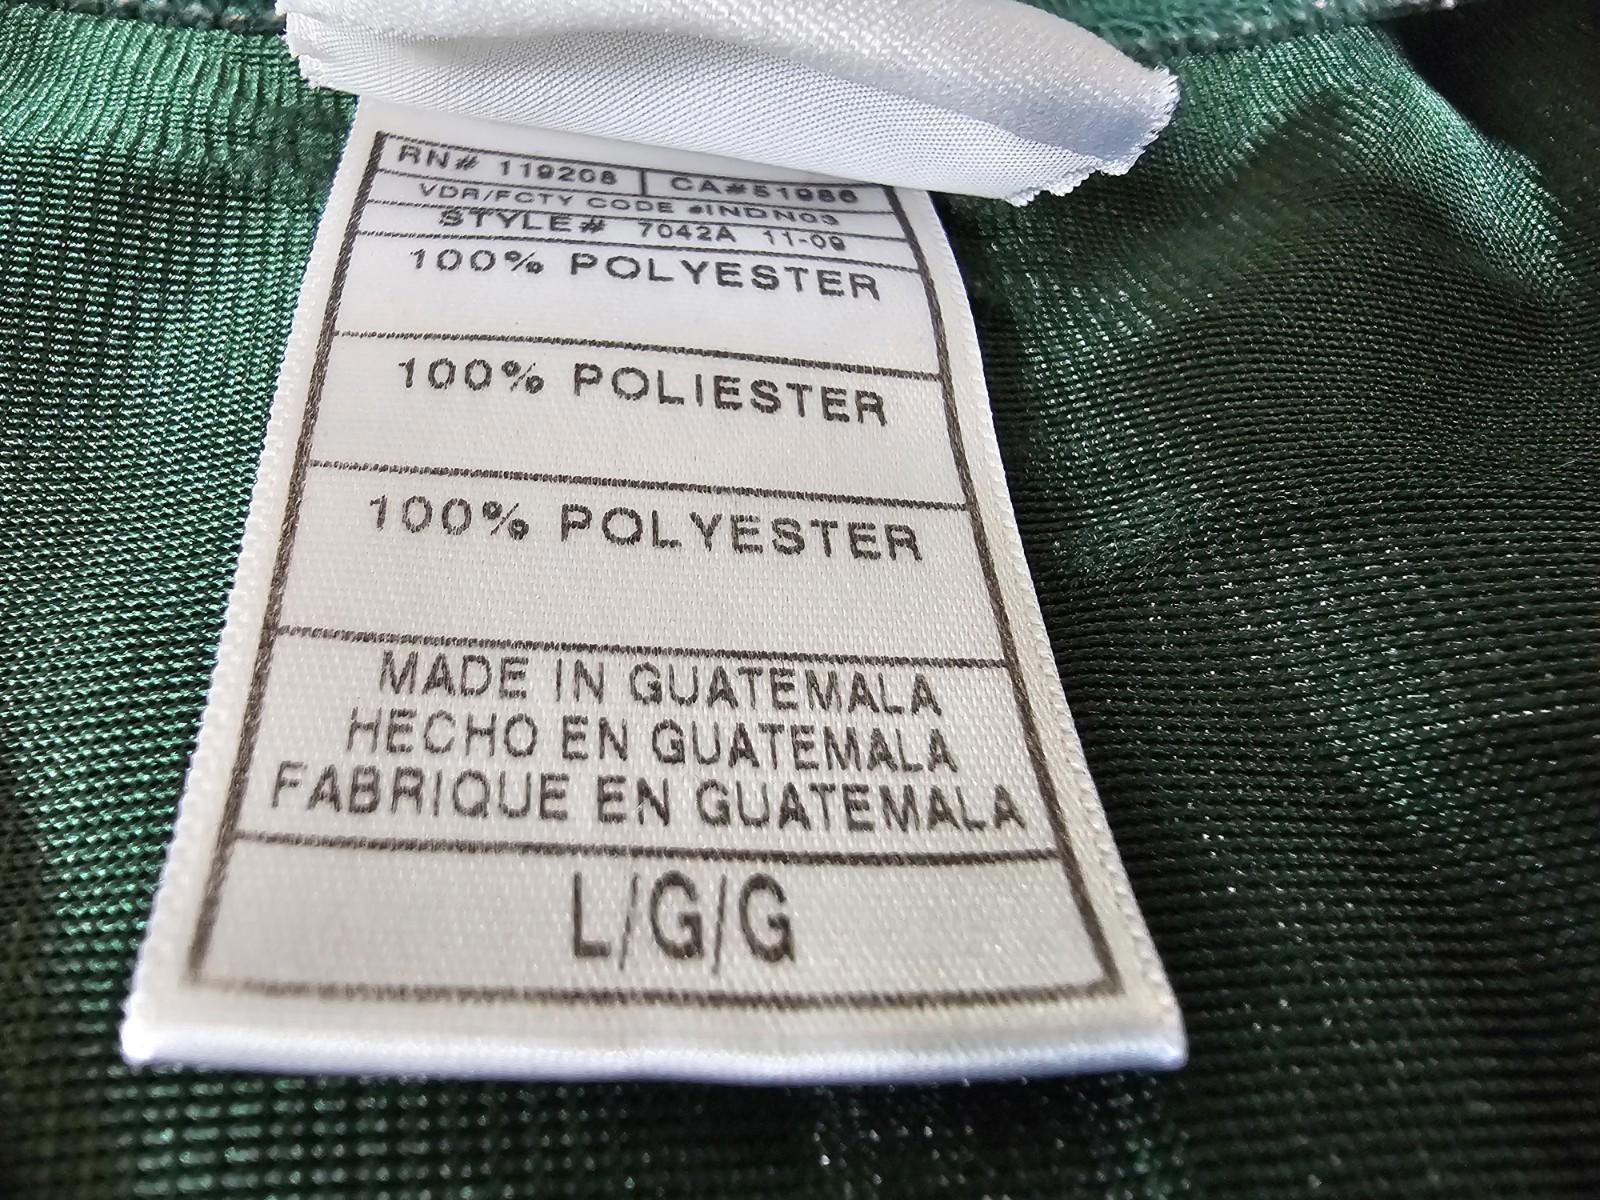 RN# 119208 | CA#51986
VDR/FCTY CODE #INDN03
STYLE# 7042A 11-09
100% POLYESTER
100% POLIESTER
100% POLYESTER
MADE IN GUATEMALA
HECHO EN GUATEMALA
FABRIQUE EN GUATEMALA
L/G/G